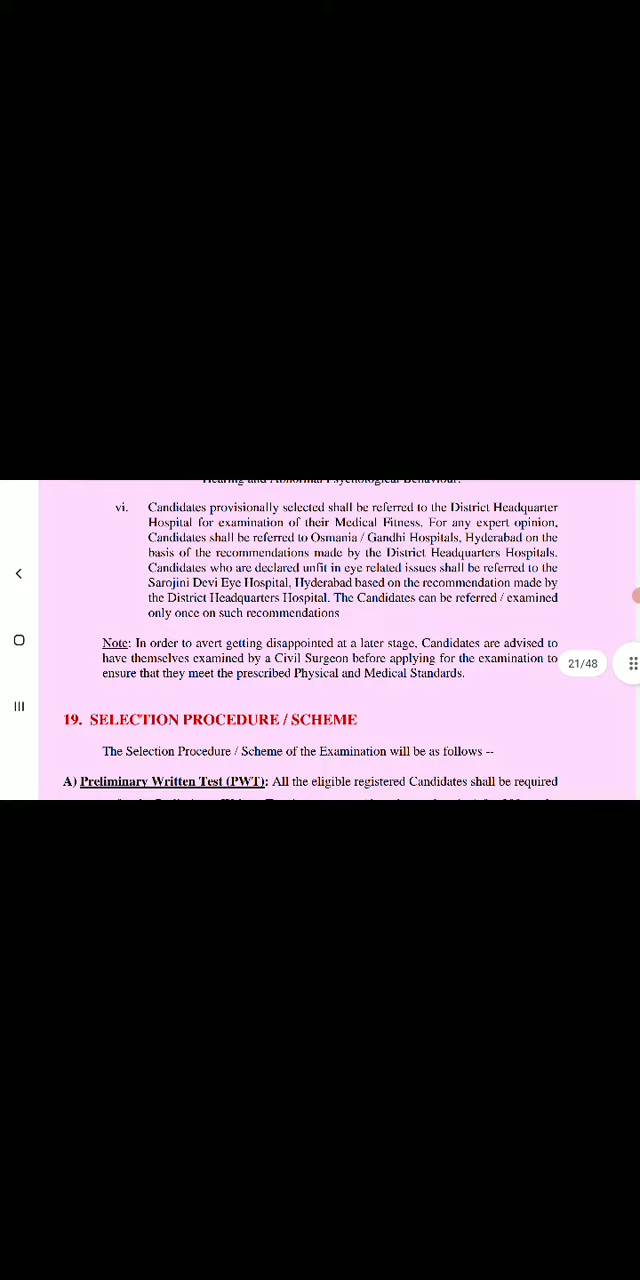 Hearing and Abnormal Psychological Behaviour.
vi. Candidates provisionally selected shall be referred to the District Headquarter
Hospital for examination of their Medical Fitness. For any expert opinion,
Candidates shall be referred to Osmania / Gandhi Hospitals, Hyderabad on the
basis of the recommendations made by the District Headquarters Hospitals.
Candidates who are declared unfit in eye related issues shall be referred to the
Sarojini Devi Eye Hospital, Hyderabad based on the recommendation made by
the District Headquarters Hospital. The Candidates can be referred / examined
only once on such recommendations
Note: In order to avert getting disappointed at a later stage, Candidates are advised to
have themselves examined by a Civil Surgeon before applying for the examination to
ensure that they meet the prescribed Physical and Medical Standards.
21/48
19. SELECTION PROCEDURE / SCHEME
The Selection Procedure / Scheme of the Examination will be as follows --
A) Preliminary Written Test (PWT): All the eligible registered Candidates shall be required